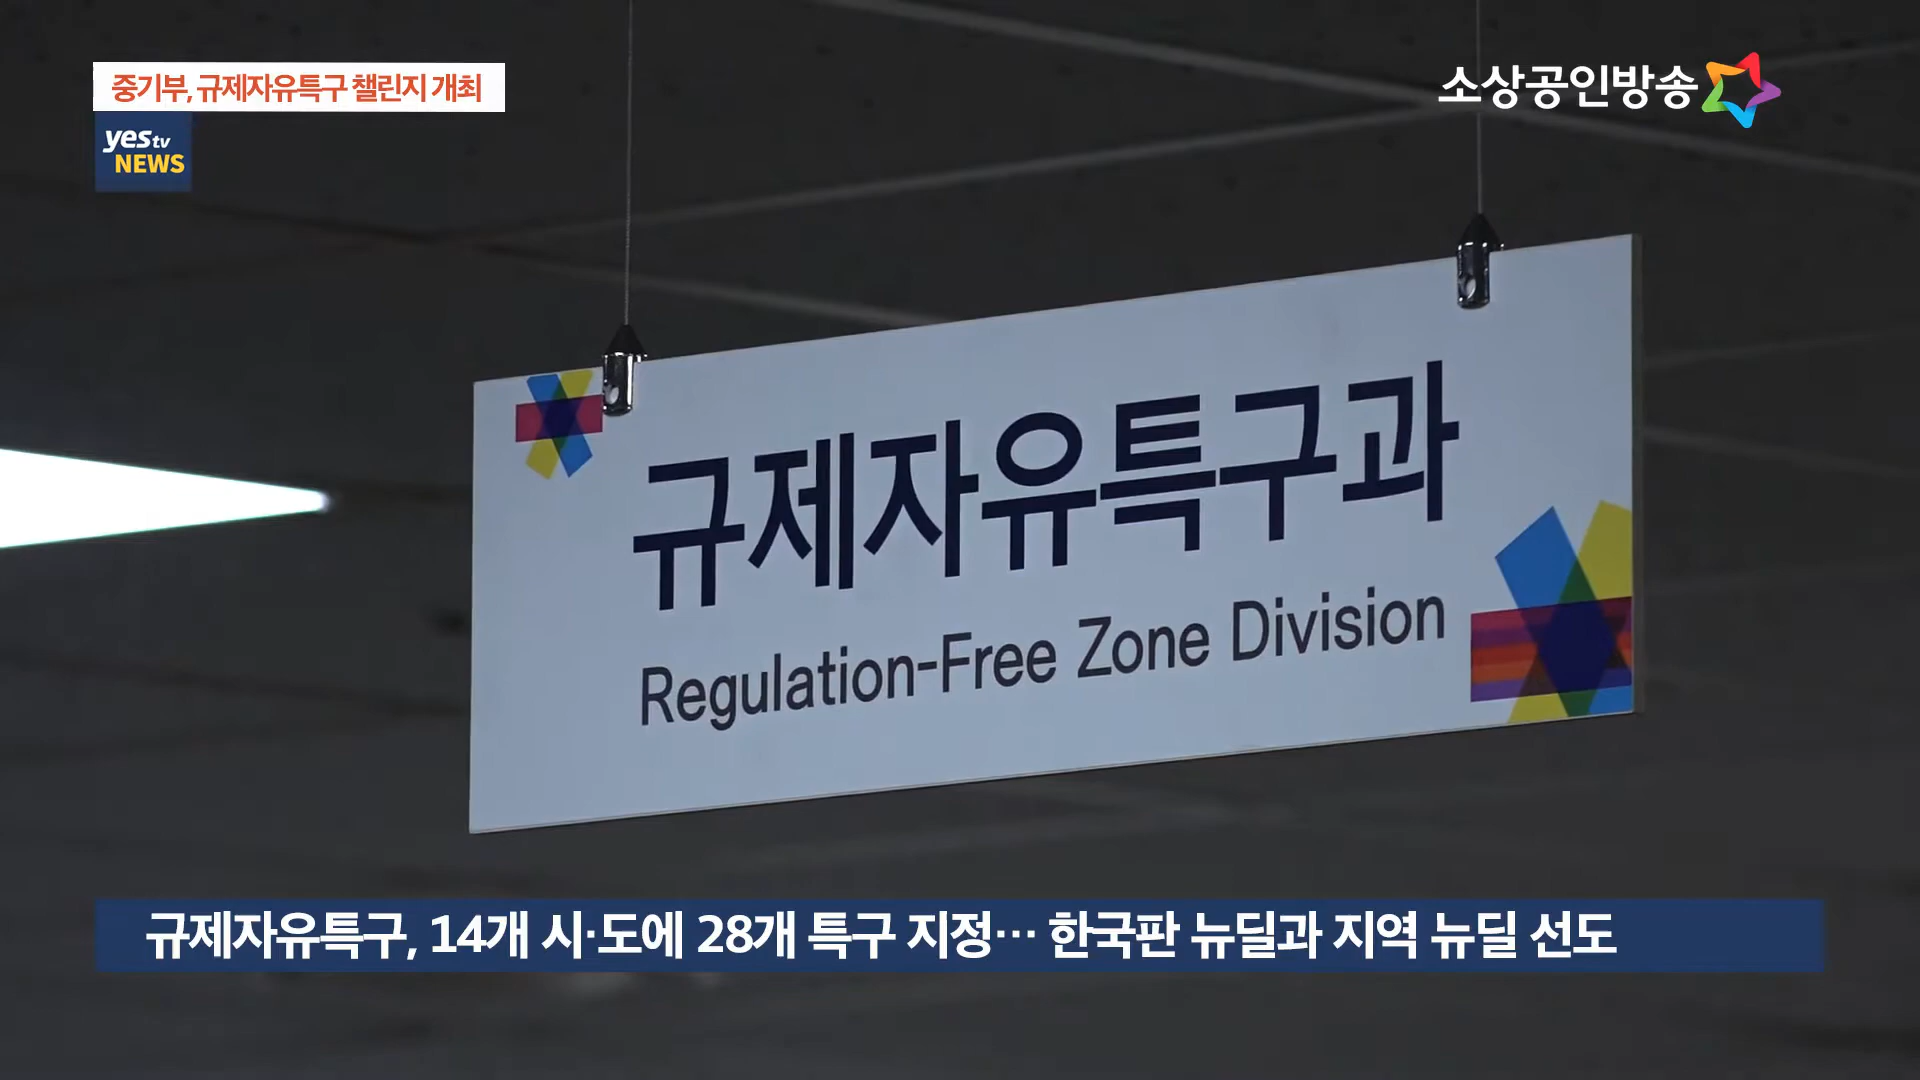 중기부, 규제자유특구 챌린지 개최
소상공인방송
yes tv
NEWS
규제자유특구과
Regulation-Free Zone Division
규제자유특구, 14개 시·도에 28개 특구 지정… 한국판 뉴딜과 지역 뉴딜 선도